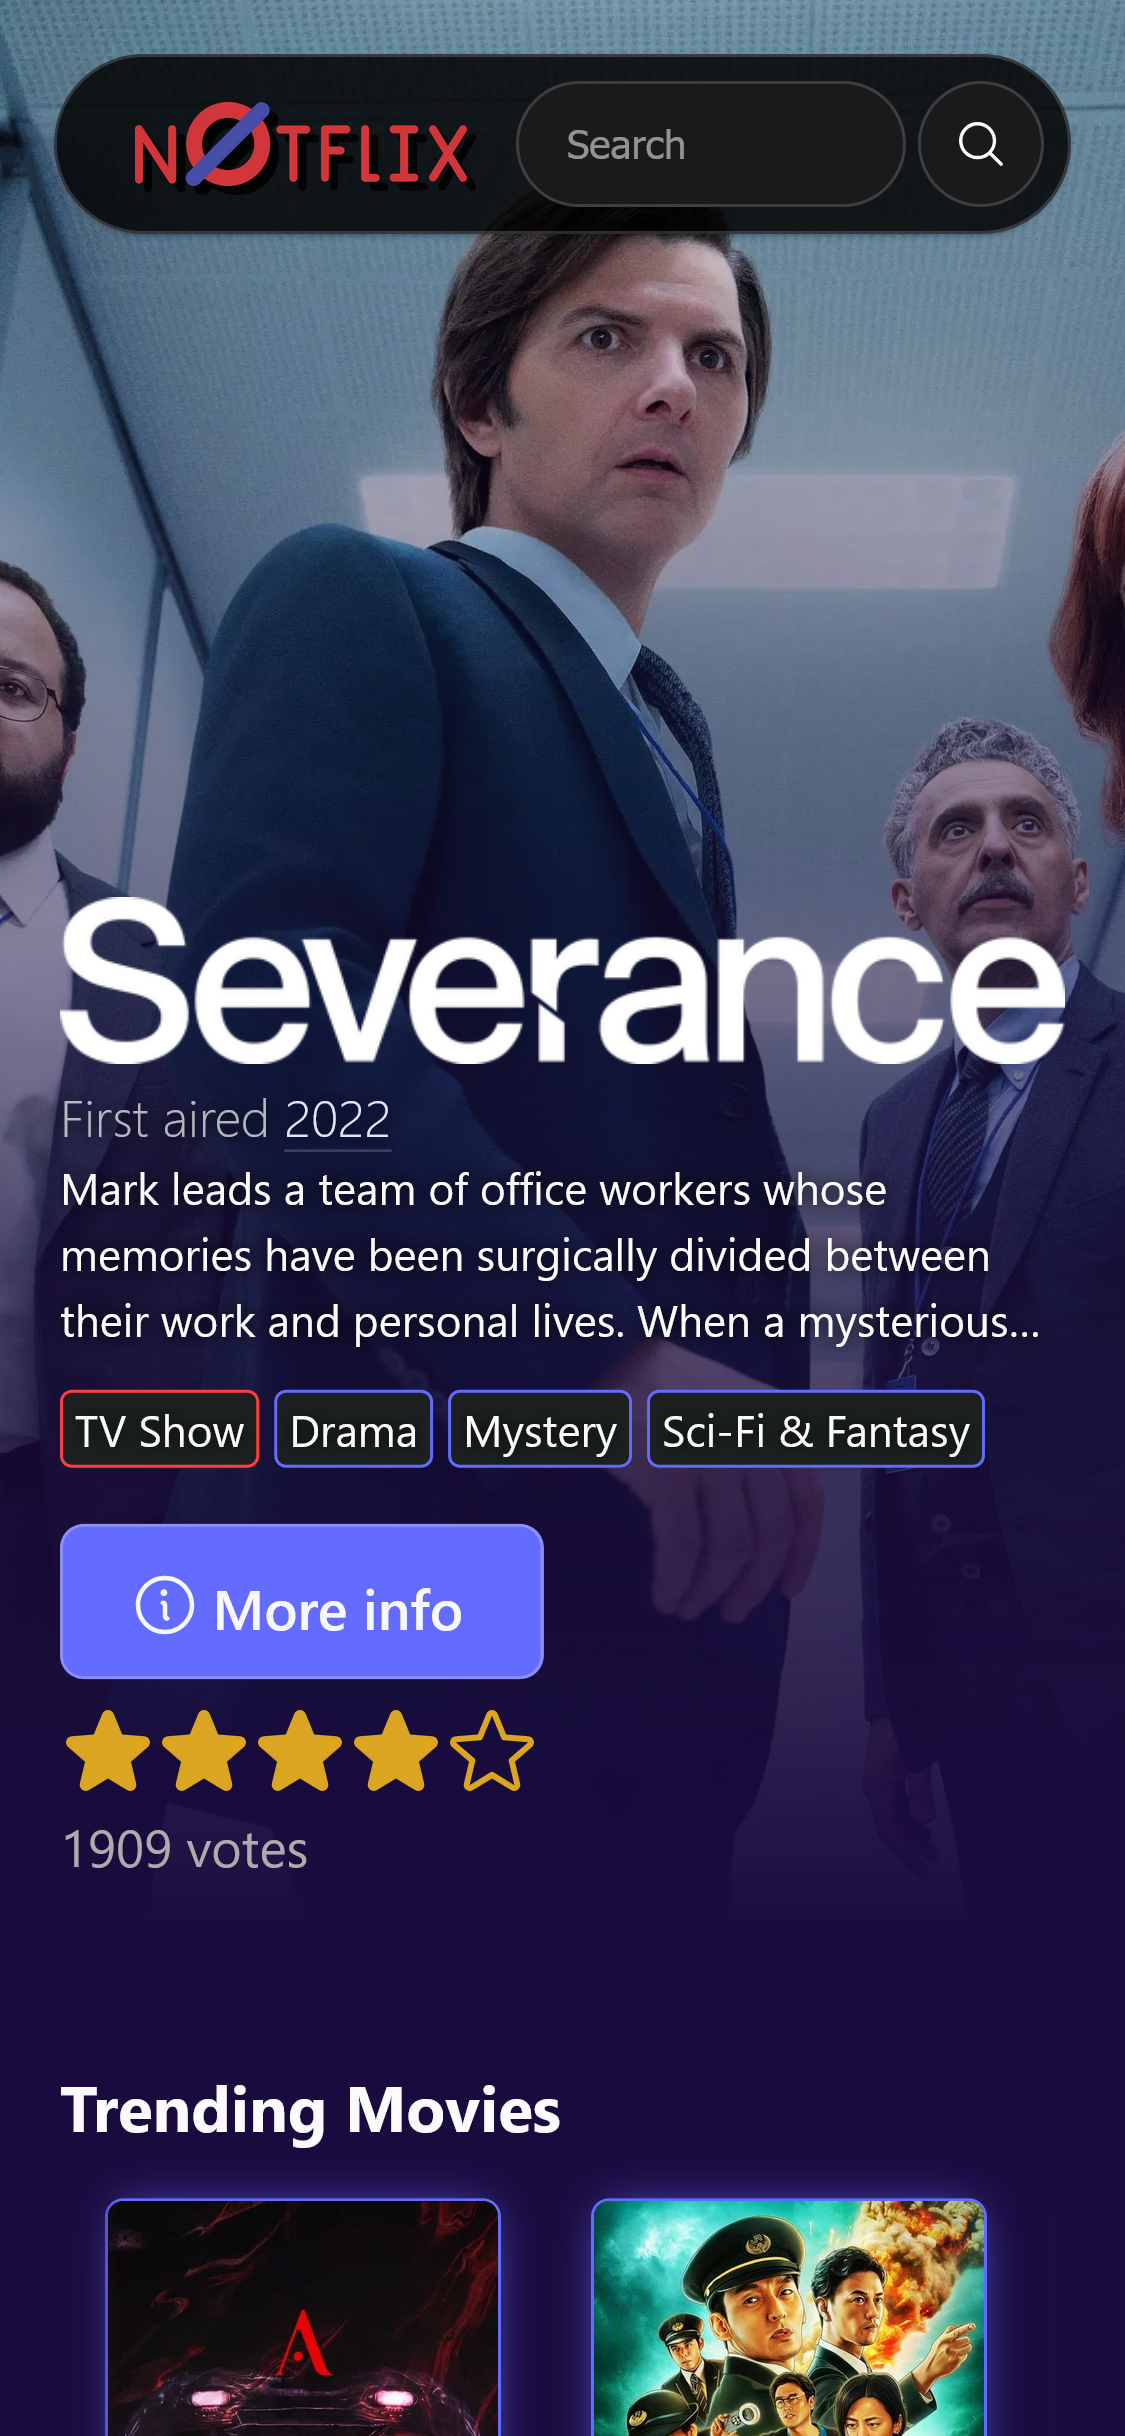 NOTFLIX
Search
Severance
First aired 2022
Mark leads a team of office workers whose
memories have been surgically divided between
their work and personal lives. When a mysterious...
TV Show Drama Mystery Sci-Fi & Fantasy
More info
1909 votes
Trending Movies